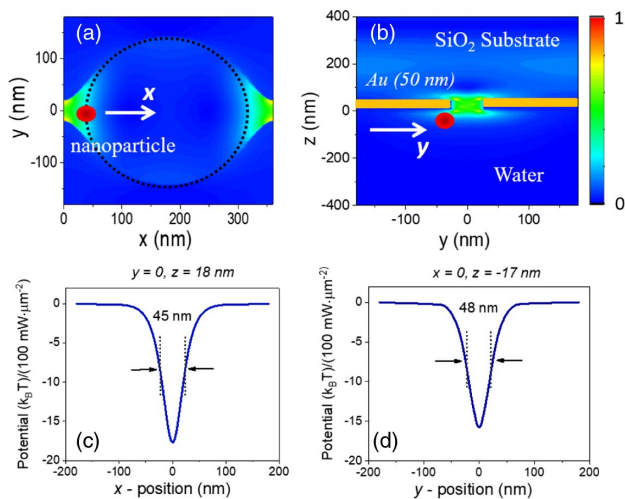 (a)
y (nm)
100
0
-100
nanoparticle
x
0 100 200 300
x (nm)
(b)
SiO₂ Substrate
Au (50 nm)
y
Water
z (nm)
400
200
0
-200
-400
-100 0 100
y (nm)
1
0
y = 0, z = 18 nm
Potential (kBT)/(100 mW·μm⁻²)
0
-5
-10
-15
-20
45 nm
(c)
-200 -100 0 100 200
x - position (nm)
x = 0, z = -17 nm
Potential (kBT)/(100 mW·μm⁻²)
0
-5
-10
-15
-20
48 nm
(d)
-200 -100 0 100 200
y - position (nm)